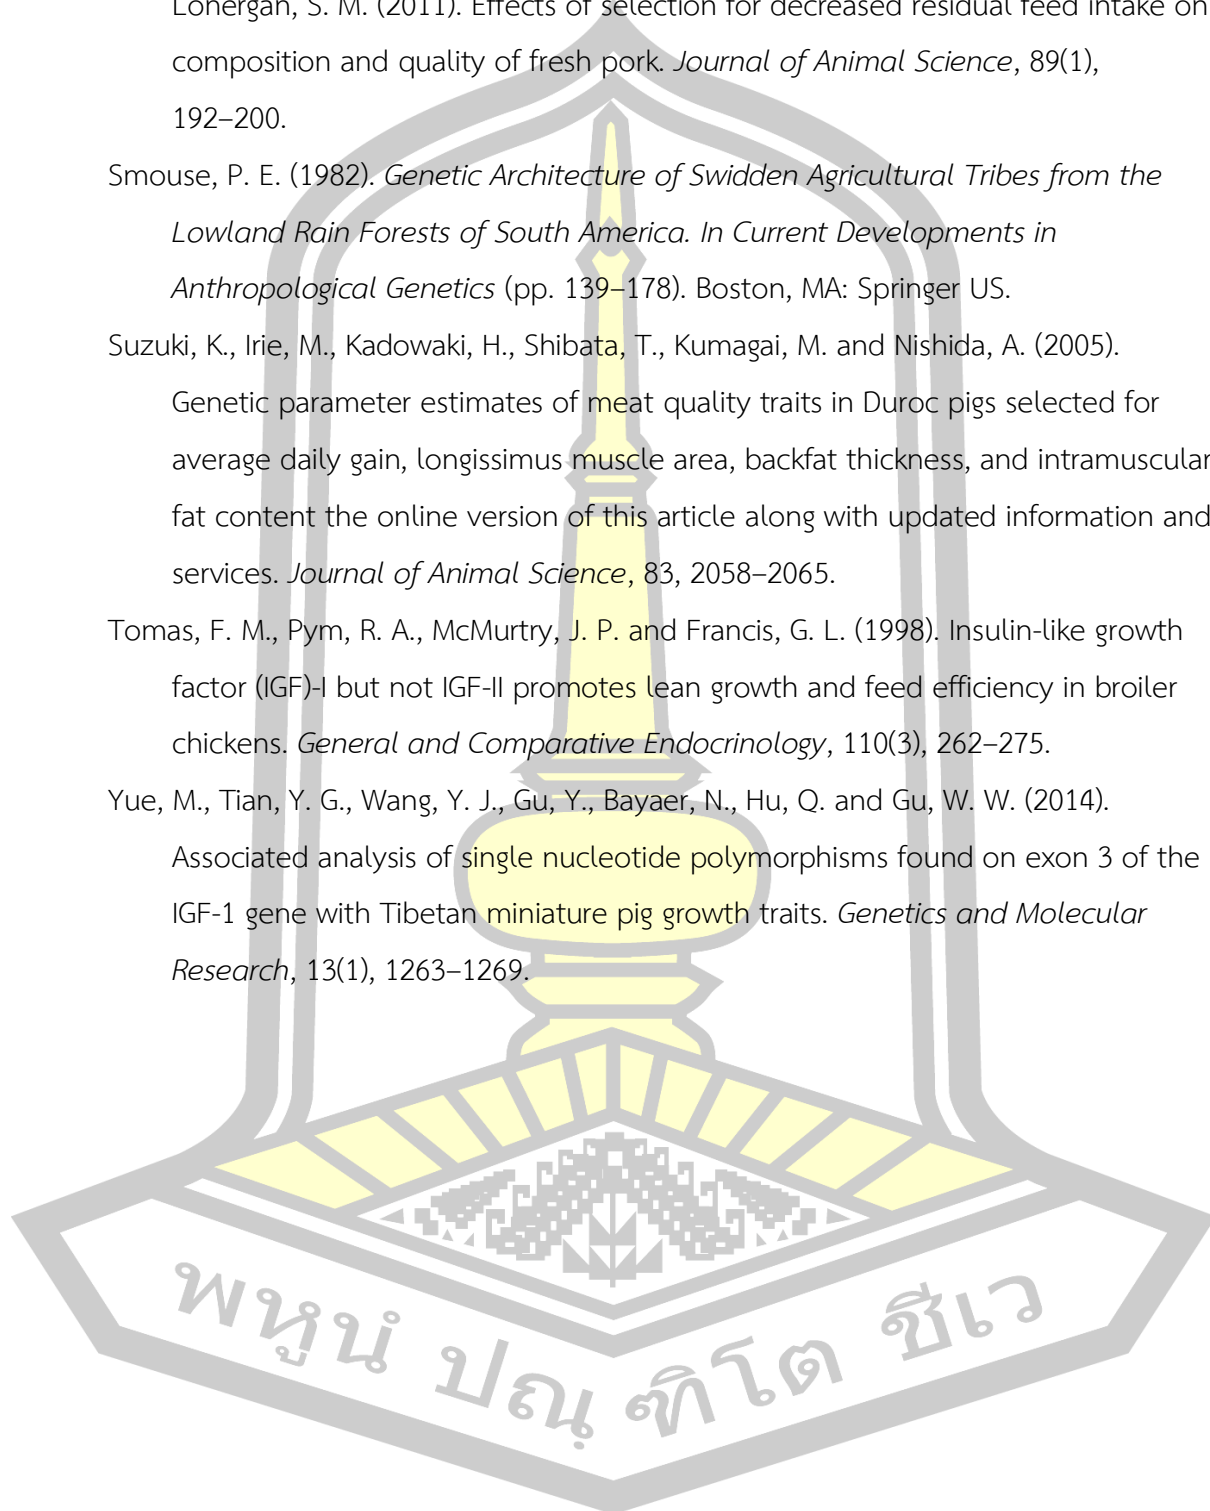 Lonergan, S. M. (2011). Effects of selection for decreased residual feed intake on
composition and quality of fresh pork. Journal of Animal Science, 89(1),
192–200.
Smouse, P. E. (1982). Genetic Architecture of Swidden Agricultural Tribes from the
Lowland Rain Forests of South America. In Current Developments in
Anthropological Genetics (pp. 139–178). Boston, MA: Springer US.
Suzuki, K., Irie, M., Kadowaki, H., Shibata, T., Kumagai, M. and Nishida, A. (2005).
Genetic parameter estimates of meat quality traits in Duroc pigs selected for
average daily gain, longissimus muscle area, backfat thickness, and intramuscular
fat content the online version of this article along with updated information and
services. Journal of Animal Science, 83, 2058–2065.
Tomas, F. M., Pym, R. A., McMurtry, J. P. and Francis, G. L. (1998). Insulin-like growth
factor (IGF)-I but not IGF-II promotes lean growth and feed efficiency in broiler
chickens. General and Comparative Endocrinology, 110(3), 262–275.
Yue, M., Tian, Y. G., Wang, Y. J., Gu, Y., Bayaer, N., Hu, Q. and Gu, W. W. (2014).
Associated analysis of single nucleotide polymorphisms found on exon 3 of the
IGF-1 gene with Tibetan miniature pig growth traits. Genetics and Molecular
Research, 13(1), 1263–1269.
พหูนํ ปณฺฑิโต ชีเว